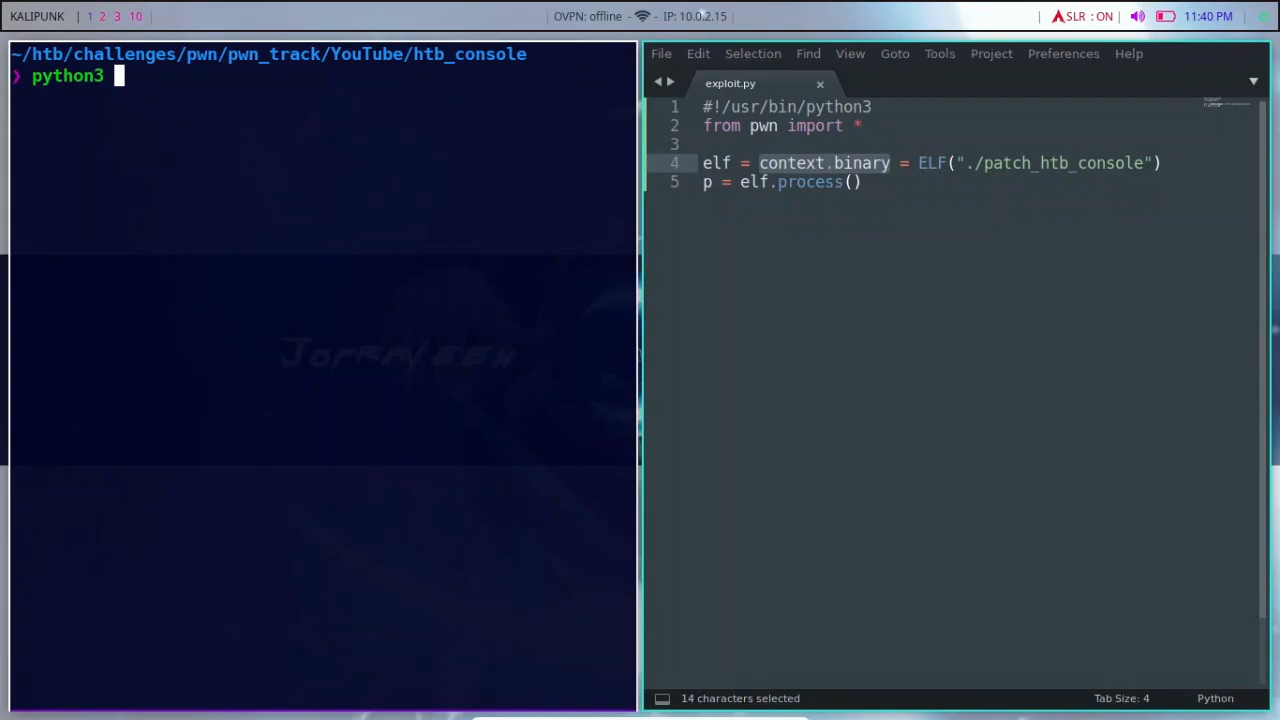 KALIPUNK | 1 2 3 10
OVPN: offline - - IP: 10.0.2.15 |
| SLR : ON | 11:40 PM |
~/htb/challenges/pwn/pwn_track/YouTube/htb_console
❯ python3
JorRAVEEN
File Edit Selection Find View Goto Tools Project Preferences Help
exploit.py
1 #!/usr/bin/python3
2 from pwn import *
3
4 elf = context.binary = ELF("./patch_htb_console")
5 p = elf.process()
14 characters selected Tab Size: 4 Python